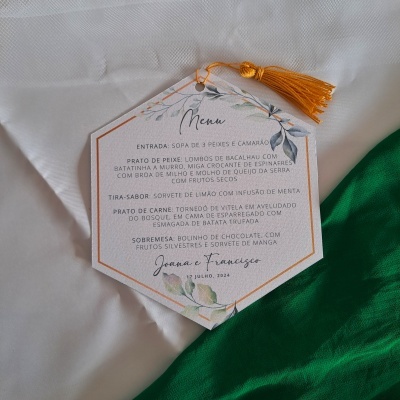 Menu
ENTRADA: SOPA DE 3 PEIXES E CAMARÃO
PRATO DE PEIXE: LOMBOS DE BACALHAU COM
BATATINHA A MURRO, MIGA CROCANTE DE ESPINAFRES
COM BROA DE MILHO E MOLHO DE QUEIJO DA SERRA
COM FRUTOS SECOS
TIRA-SABOR: SORVETE DE LIMÃO COM INFUSÃO DE MENTA
PRATO DE CARNE: TORNEDÓ DE VITELA EM AVELUDADO
DO BOSQUE, EM CAMA DE ESPARREGADO COM
ESMAGADA DE BATATA TRUFADA
SOBREMESA: BOCINHO DE CHOCOLATE, COM
FRUTOS SILVESTRES E SORVETE DE MANGA
Joana e Francisco
JULHO, 2024